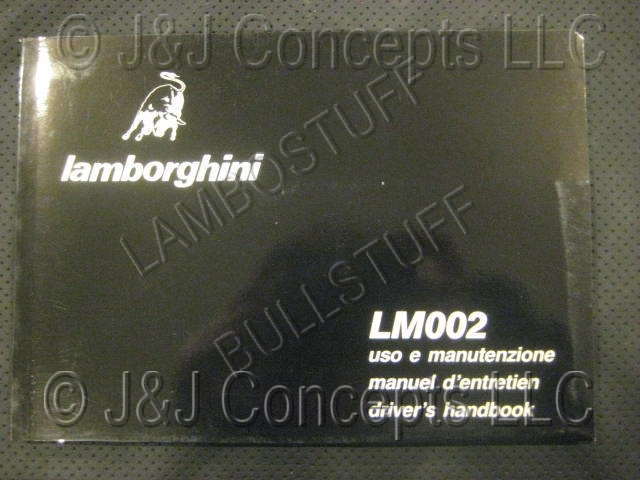 © J&J Concepts LLC
LAMBOSTUFF
lamborghini
BULLSTUFF
LM002
uso e manutenzione
manuel d'entretien
© J&J Concepts LLC
driver's handbook